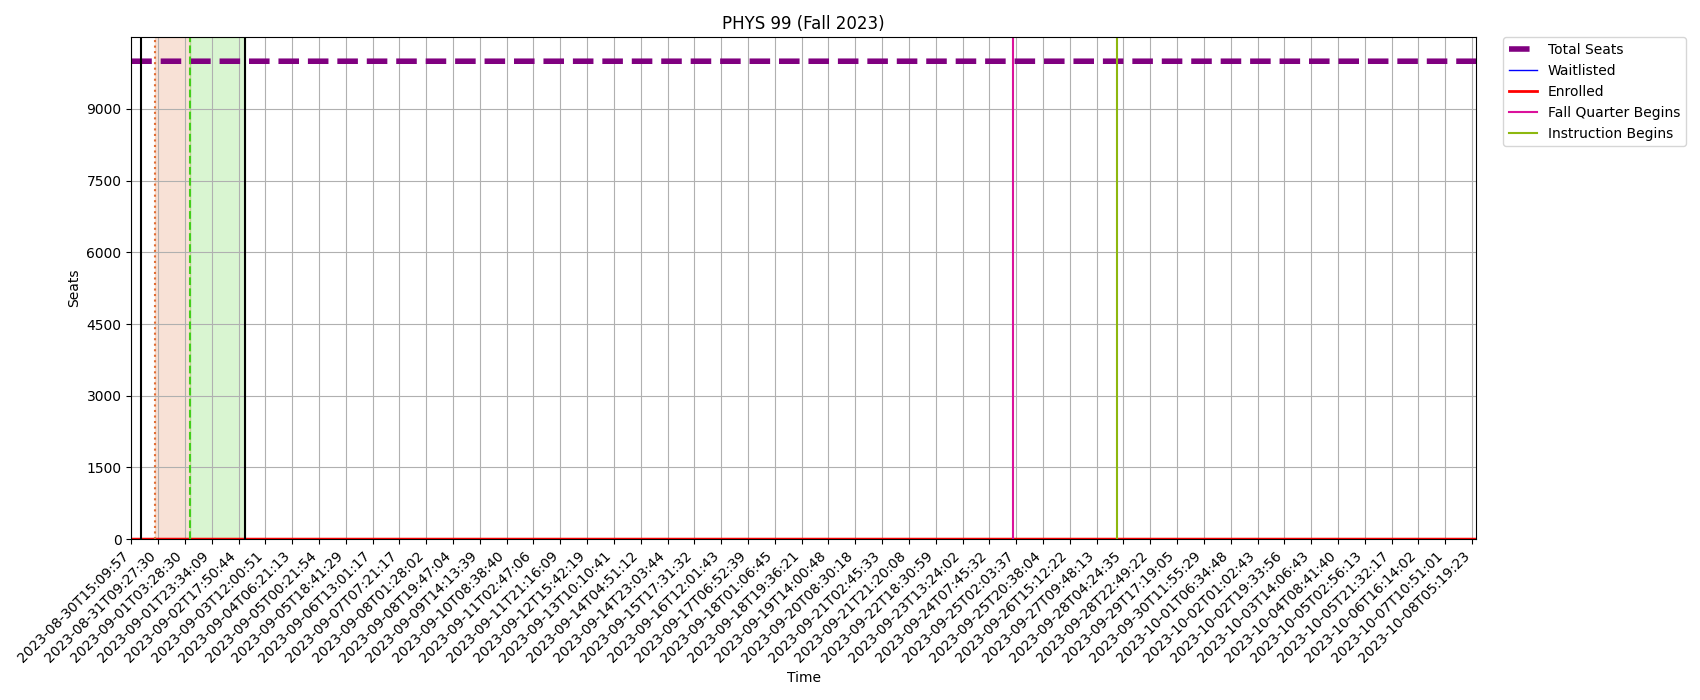 PHYS 99 (Fall 2023)
Total Seats
Waitlisted
Enrolled
Fall Quarter Begins
Instruction Begins
9000
7500
6000
4500
3000
1500
0
Seats
2023-08-30T15:09:57
2023-08-31T09:27:30
2023-09-01T03:28:30
2023-09-01T23:34:09
2023-09-02T17:50:44
2023-09-03T12:00:51
2023-09-04T06:21:13
2023-09-05T00:21:54
2023-09-05T18:41:29
2023-09-06T13:01:17
2023-09-07T07:21:17
2023-09-08T01:28:02
2023-09-08T19:47:04
2023-09-09T14:13:39
2023-09-10T08:38:40
2023-09-11T02:47:06
2023-09-11T21:16:09
2023-09-12T15:42:19
2023-09-13T10:10:41
2023-09-14T04:51:12
2023-09-14T23:03:44
2023-09-15T17:31:32
2023-09-16T12:01:43
2023-09-17T06:52:39
2023-09-18T01:06:45
2023-09-18T19:36:21
2023-09-19T14:00:48
2023-09-20T08:30:18
2023-09-21T02:45:33
2023-09-21T21:20:08
2023-09-22T18:30:59
2023-09-23T13:24:02
2023-09-24T07:45:32
2023-09-25T02:03:37
2023-09-25T20:38:04
2023-09-26T15:12:22
2023-09-27T09:48:13
2023-09-28T04:24:35
2023-09-28T22:49:22
2023-09-29T17:19:05
2023-09-30T11:55:29
2023-10-01T06:34:48
2023-10-02T01:02:43
2023-10-02T19:33:56
2023-10-03T14:06:43
2023-10-04T08:41:40
2023-10-05T02:56:13
2023-10-05T21:32:17
2023-10-06T16:14:02
2023-10-07T10:51:01
2023-10-08T05:19:23
Time